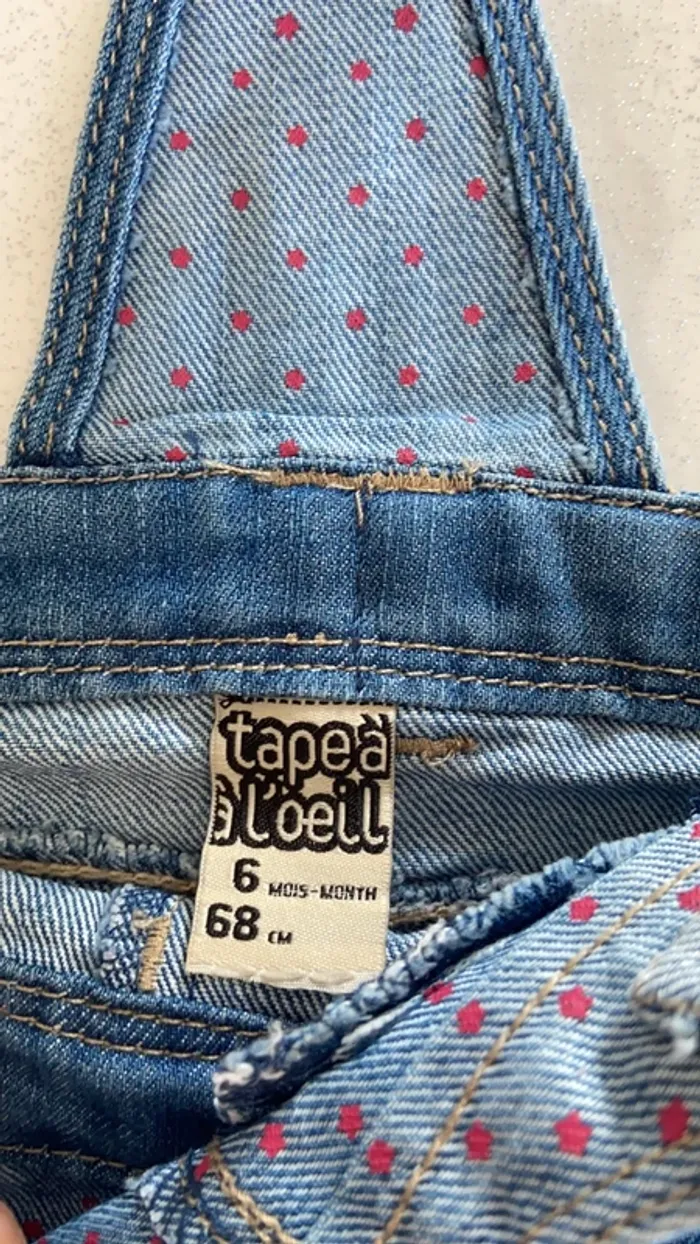 tape à
à l'oeil
6 MOIS-MONTH
68 CM